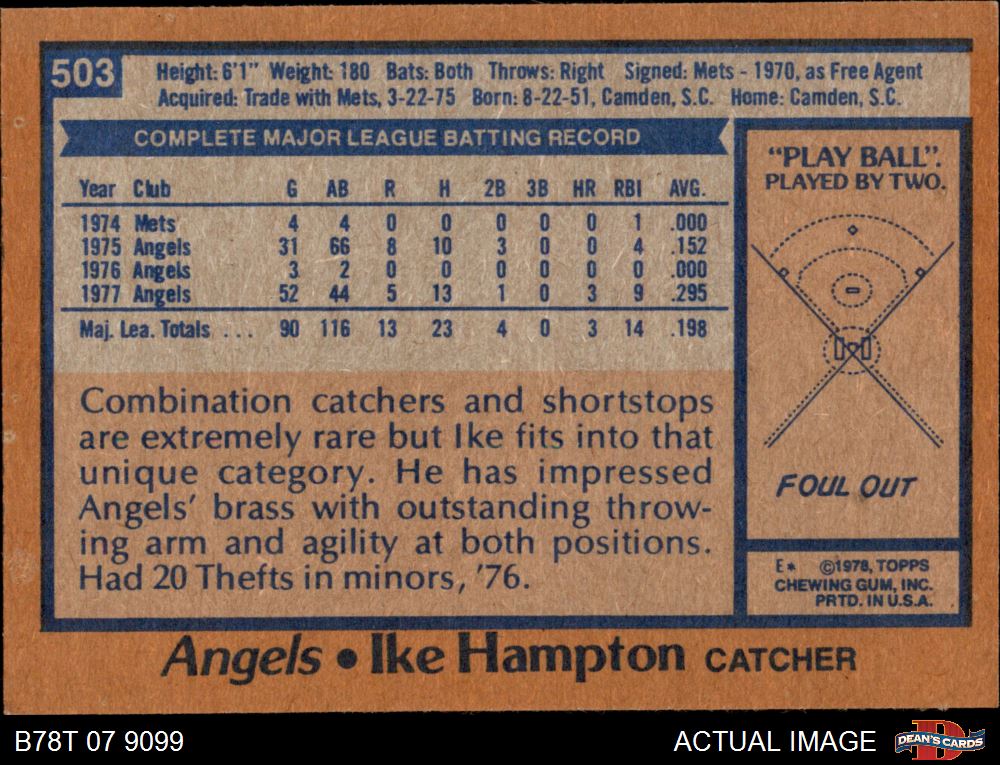 503
Height: 6'1" Weight: 180 Bats: Both Throws: Right Signed: Mets - 1970, as Free Agent
Acquired: Trade with Mets, 3-22-75 Born: 8-22-51, Camden, S.C. Home: Camden, S.C.
COMPLETE MAJOR LEAGUE BATTING RECORD
Year Club G AB R H 2B 3B HR RBI AVG.
1974 Mets 4 4 0 0 0 0 0 1 .000
1975 Angels 31 66 8 10 3 0 0 4 .152
1976 Angels 3 2 0 0 0 0 0 0 .000
1977 Angels 52 44 5 13 1 0 3 9 .295
Maj. Lea. Totals ... 90 116 13 23 4 0 3 14 .198
Combination catchers and shortstops
are extremely rare but Ike fits into that
unique category. He has impressed
Angels' brass with outstanding throw-
ing arm and agility at both positions.
Had 20 Thefts in minors, '76.
"PLAY BALL".
PLAYED BY TWO.
FOUL OUT
E* ©1978, TOPPS
CHEWING GUM, INC.
PRTD. IN U.S.A.
Angels • Ike Hampton CATCHER
B78T 07 9099
ACTUAL IMAGE
DEAN'S CARDS